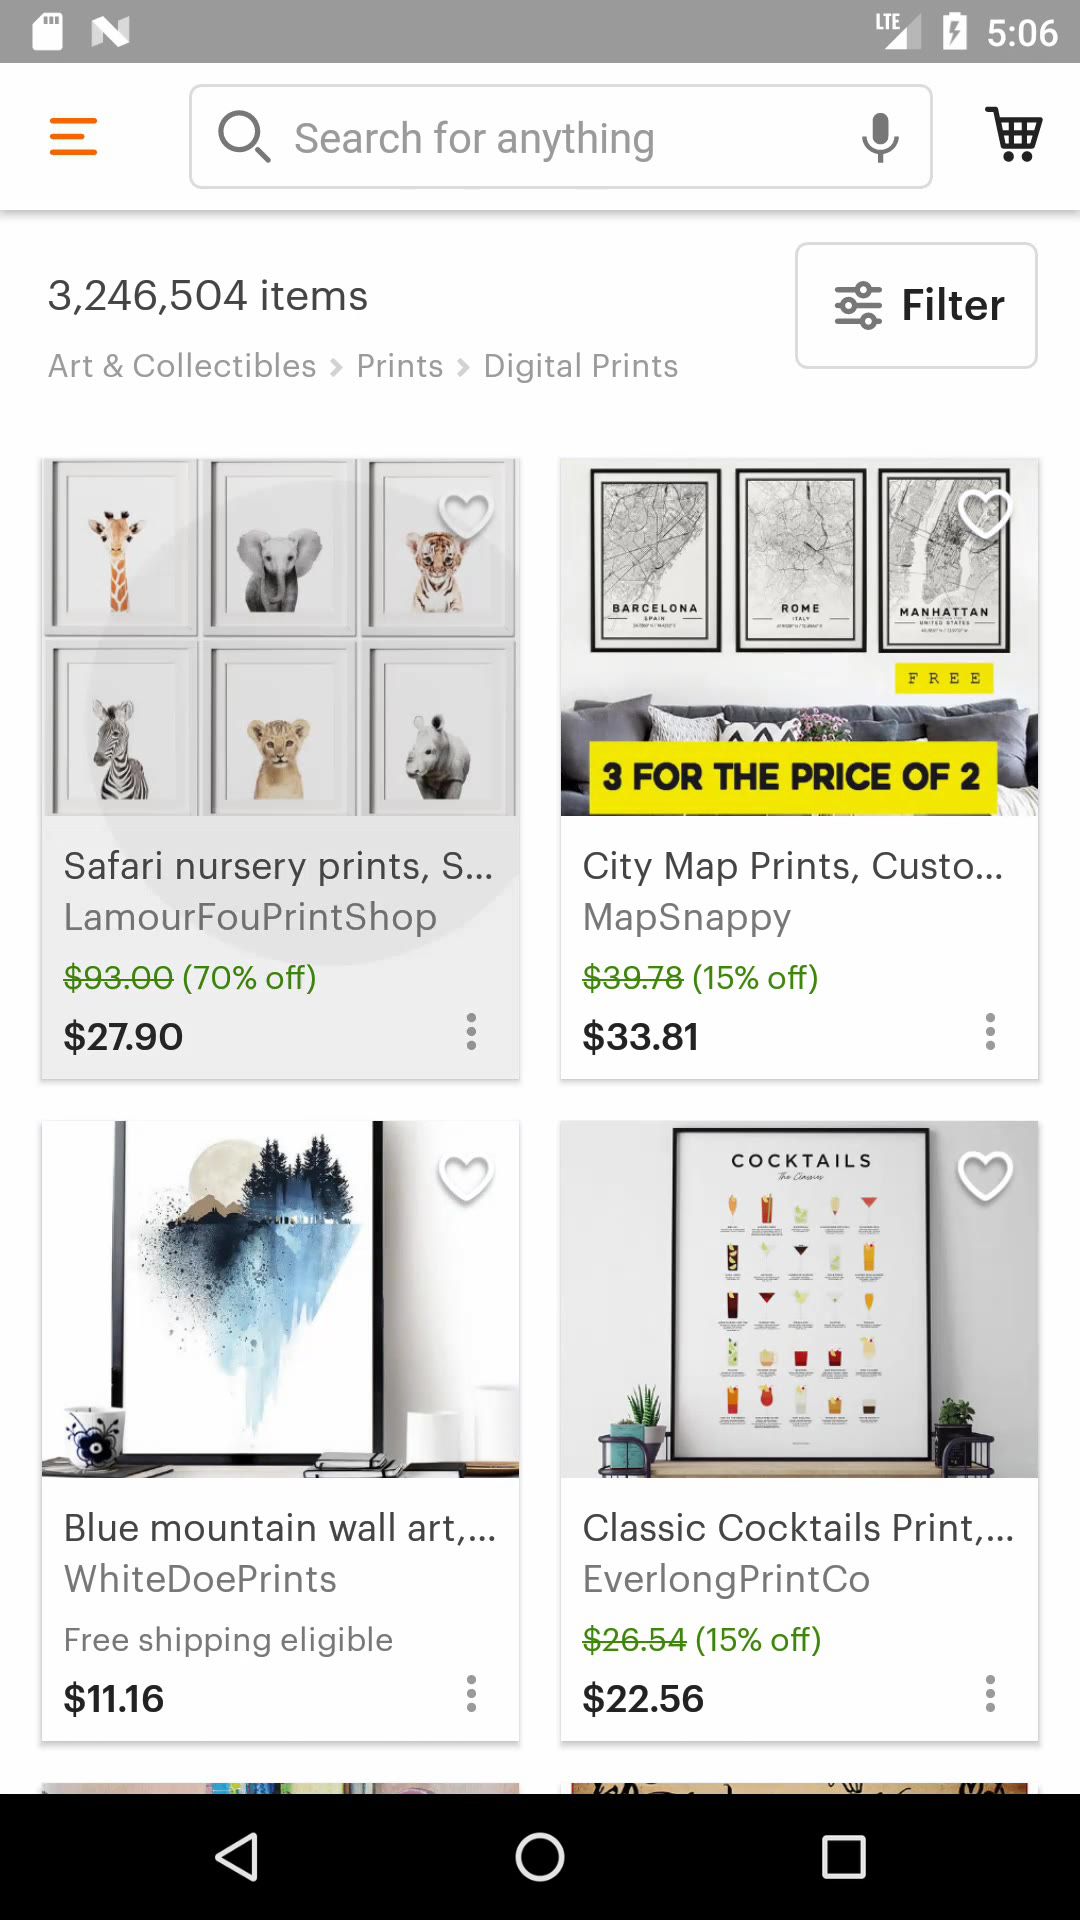 LTE 5:06
Search for anything
3,246,504 items
Filter
Art & Collectibles > Prints > Digital Prints
BARCELONA
SPAIN
ROME
ITALY
MANHATTAN
UNITED STATES
FREE
3 FOR THE PRICE OF 2
Safari nursery prints, S...
LamourFouPrintShop
$93.00 (70% off)
$27.90
City Map Prints, Custo...
MapSnappy
$39.78 (15% off)
$33.81
COCKTAILS
The Classics
Blue mountain wall art,...
WhiteDoePrints
Free shipping eligible
$11.16
Classic Cocktails Print,...
EverlongPrintCo
$26.54 (15% off)
$22.56